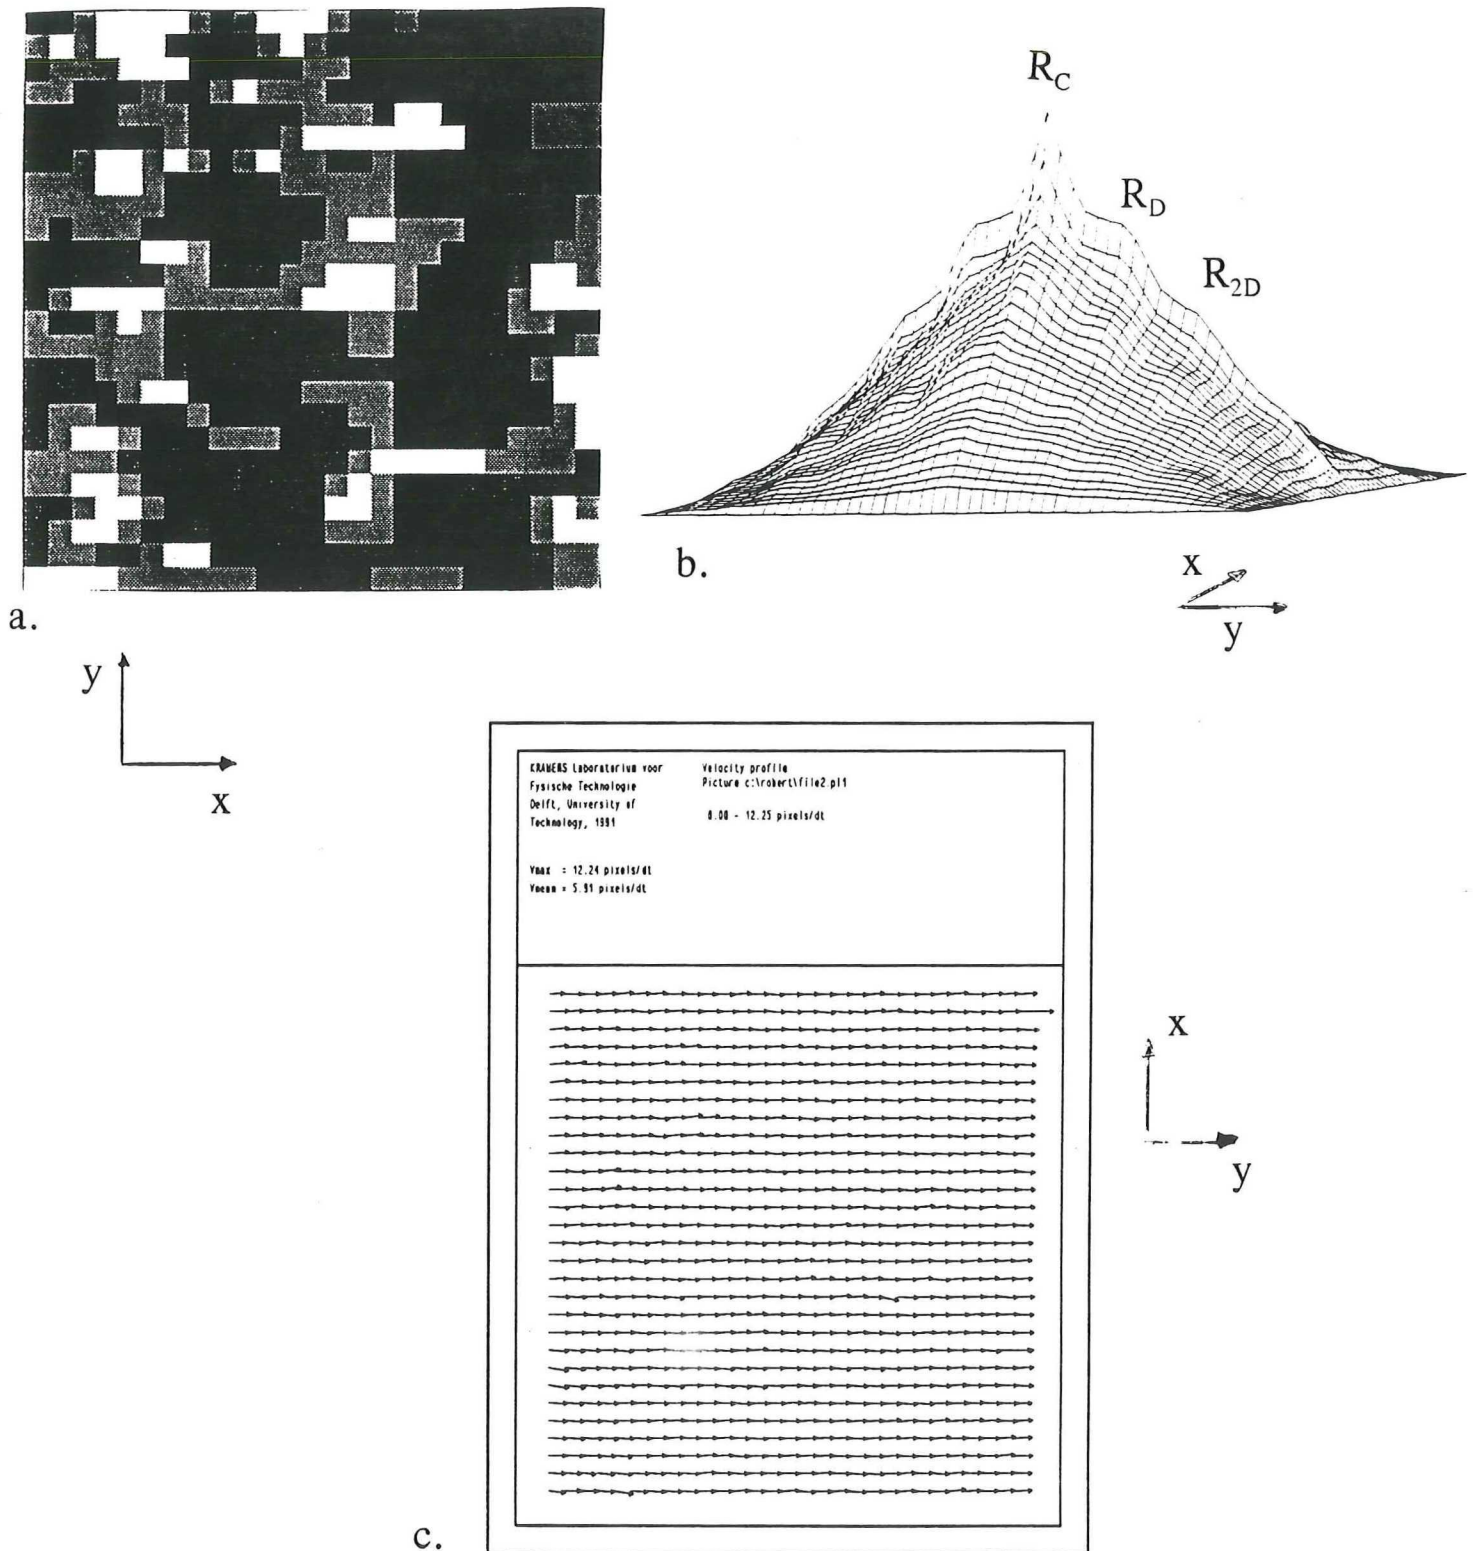 R_C
R_D
R_2D
b.
x
y
a.
y
x
KRAMERS Laboratorium voor
Fysische Technologie
Delft, University of
Technology, 1991
Velocity profile
Picture c:\robert\file2.pl1
0.00 - 12.25 pixels/dt
Vmax = 12.24 pixels/dt
Vmean = 5.91 pixels/dt
x
y
c.